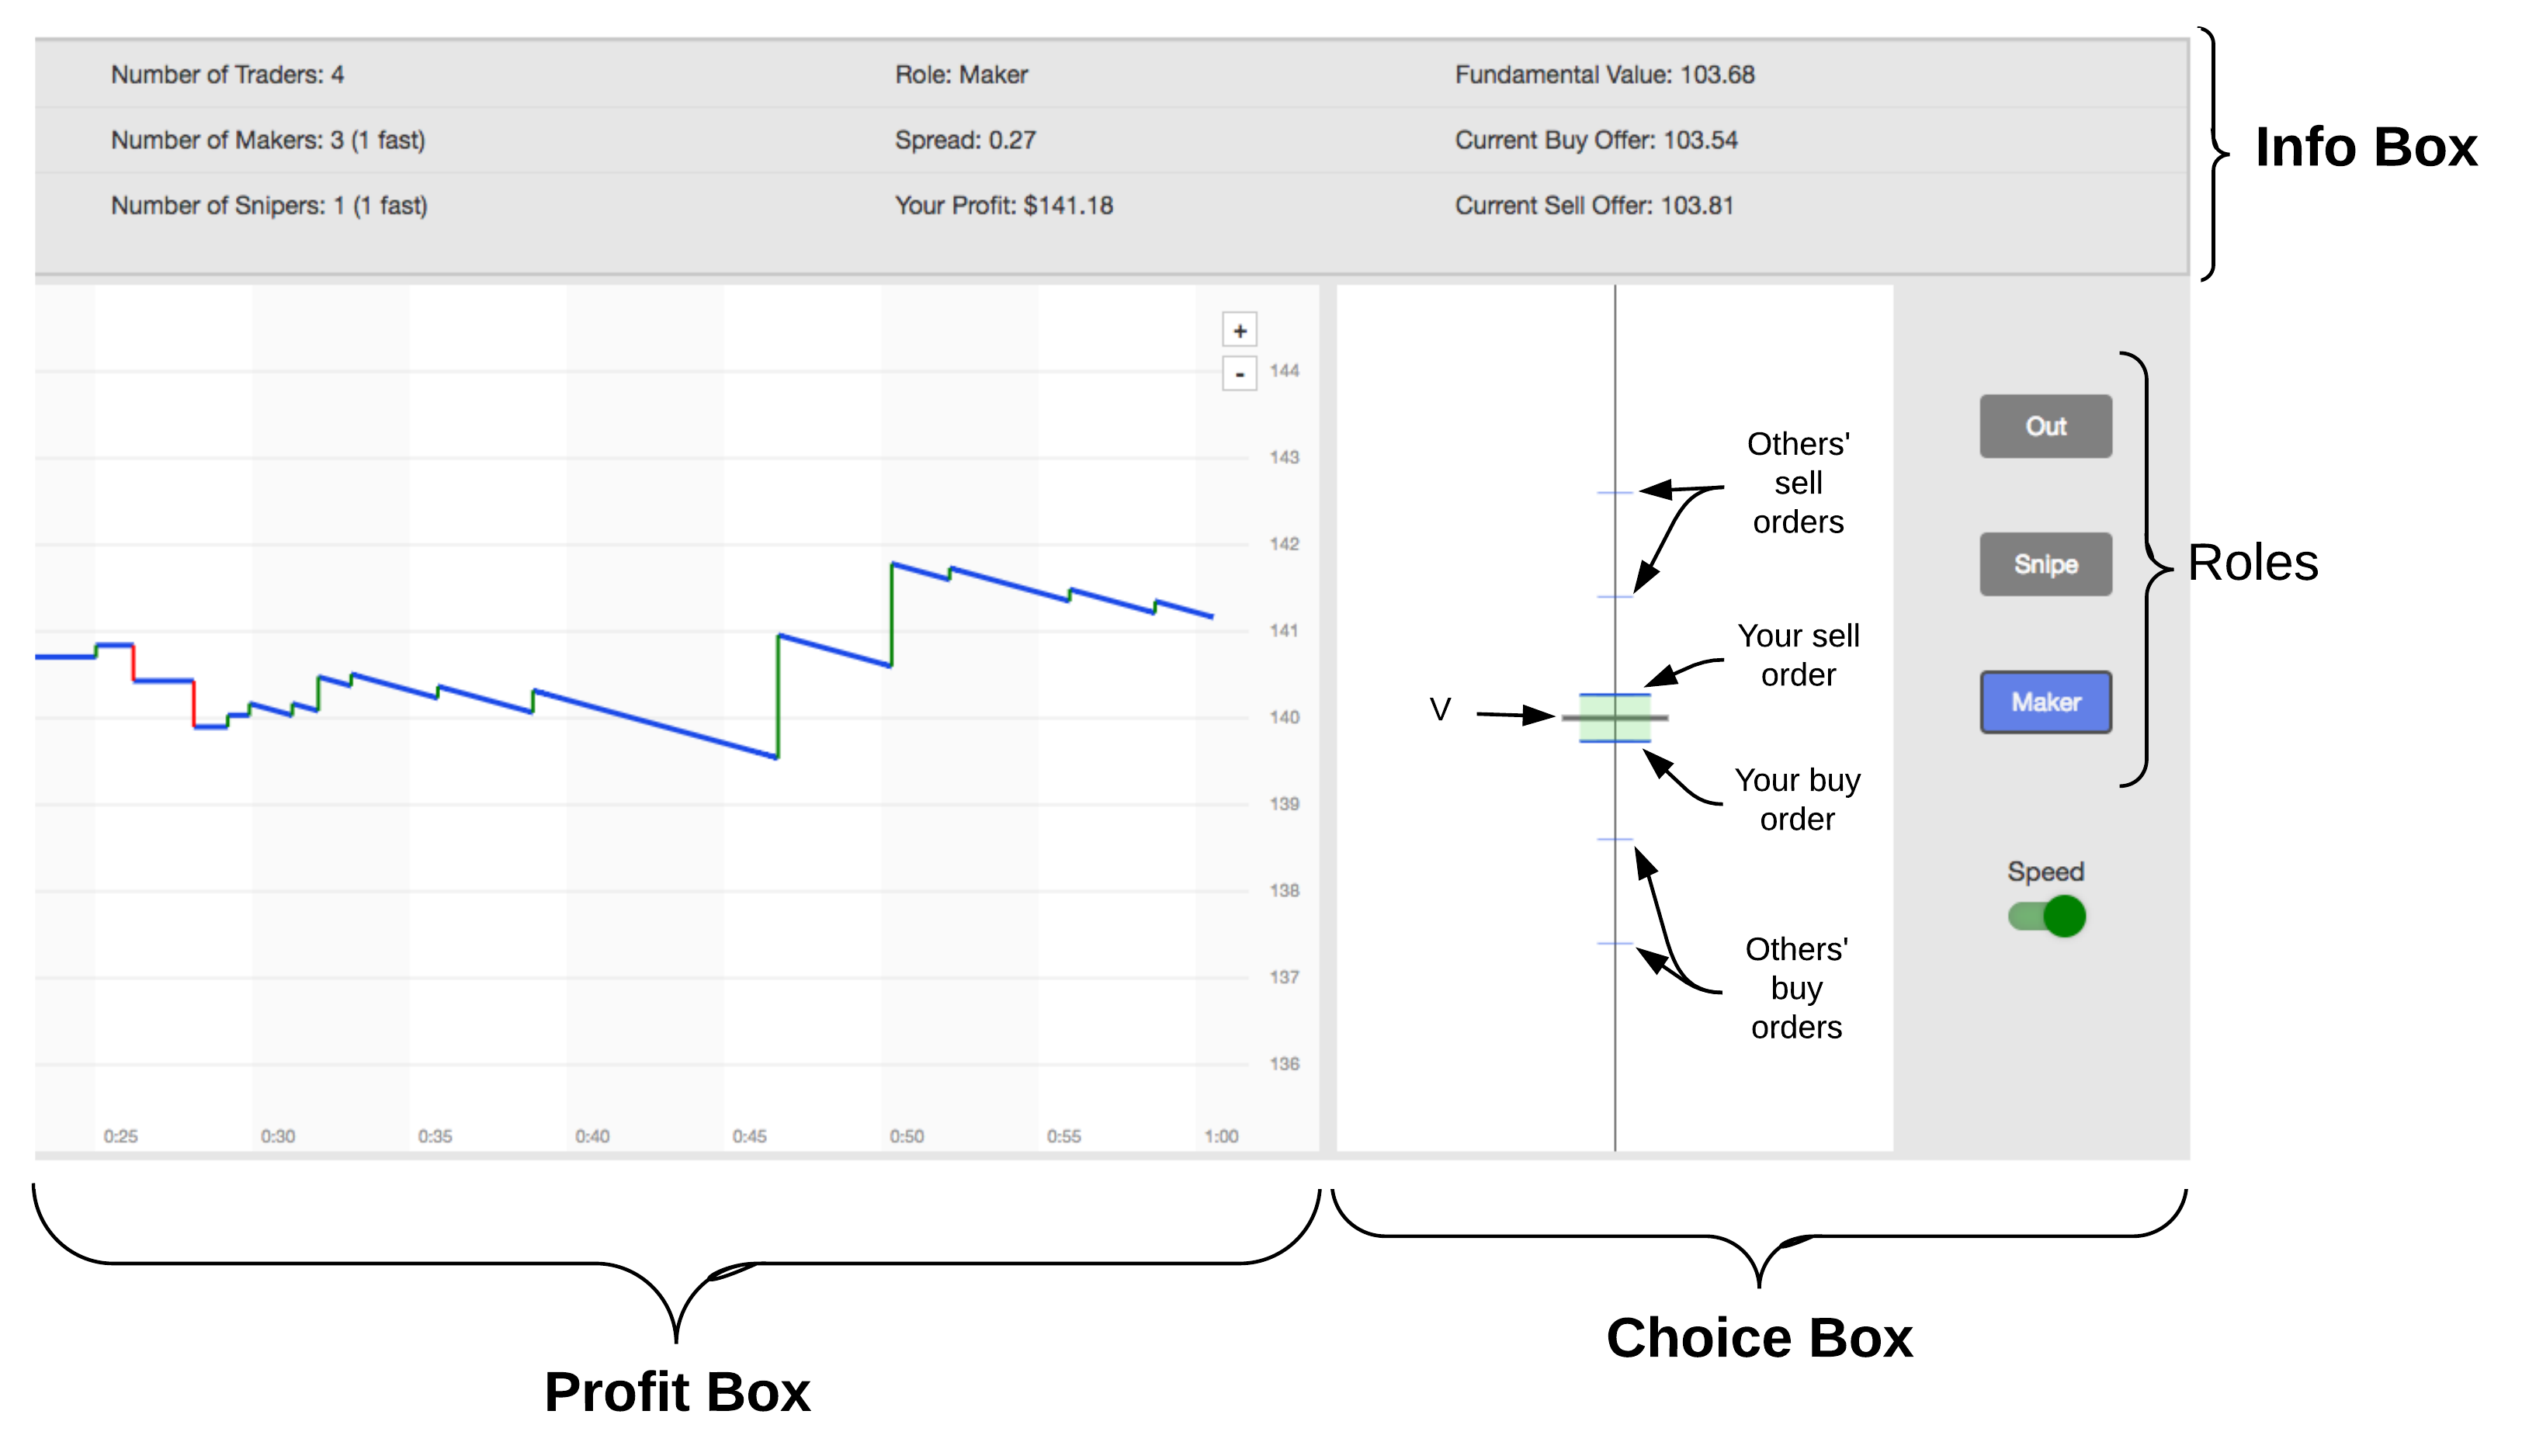 Number of Traders: 4
Role: Maker
Fundamental Value: 103.68
Number of Makers: 3 (1 fast)
Spread: 0.27
Current Buy Offer: 103.54
Number of Snipers: 1 (1 fast)
Your Profit: $141.18
Current Sell Offer: 103.81
Info Box
+
-
144
143
142
141
140
139
138
137
136
0:25
0:30
0:35
0:40
0:45
0:50
0:55
1:00
Others'
sell
orders
Your sell
order
V
Your buy
order
Others'
buy
orders
Out
Snipe
Maker
Roles
Speed
Profit Box
Choice Box